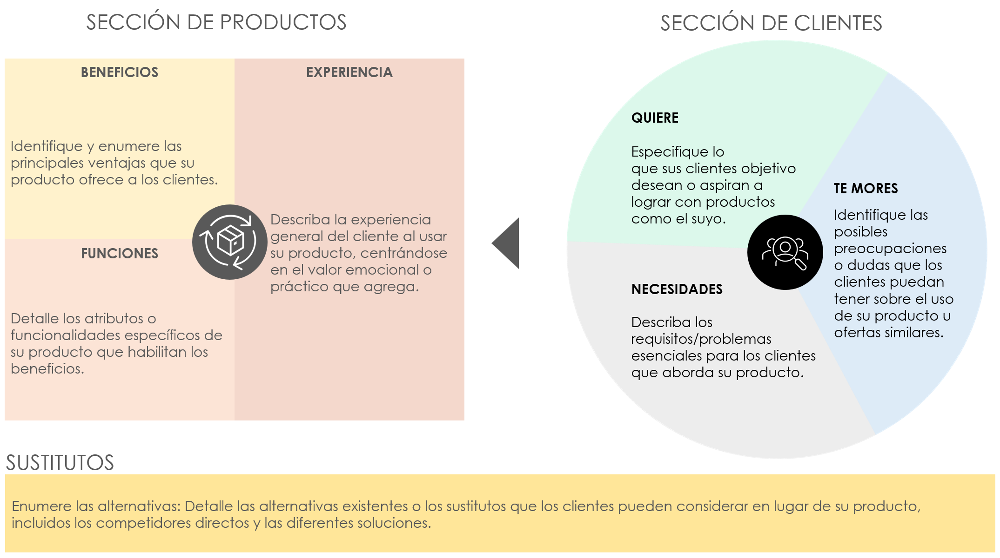 SECCIÓN DE PRODUCTOS
BENEFICIOS
Identifique y enumere las
principales ventajas que su
producto ofrece a los clientes.
FUNCIONES
Detalle los atributos o
funcionalidades específicos de
su producto que habilitan los
beneficios.
EXPERIENCIA
Describa la experiencia
general del cliente al usar
su producto, centrándose
en el valor emocional o
práctico que agrega.
SECCIÓN DE CLIENTES
QUIERE
Especifique lo
que sus clientes objetivo
desean o aspiran a
lograr con productos
como el suyo.
TE MORES
Identifique las
posibles
preocupaciones
o dudas que los
clientes puedan
tener sobre el uso
de su producto u
ofertas similares.
NECESIDADES
Describa los
requisitos/problemas
esenciales para los clientes
que aborda su producto.
SUSTITUTOS
Enumere las alternativas: Detalle las alternativas existentes o los sustitutos que los clientes pueden considerar en lugar de su producto,
incluidos los competidores directos y las diferentes soluciones.